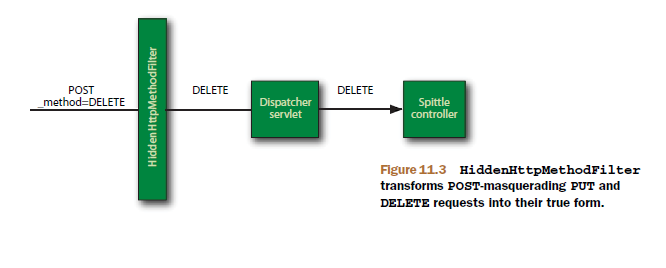 POST
_method=DELETE
HiddenHttpMethodFilter
DELETE
Dispatcher
servlet
DELETE
Spittle
controller
Figure 11.3 HiddenHttpMethodFilter
transforms POST-masquerading PUT and
DELETE requests into their true form.